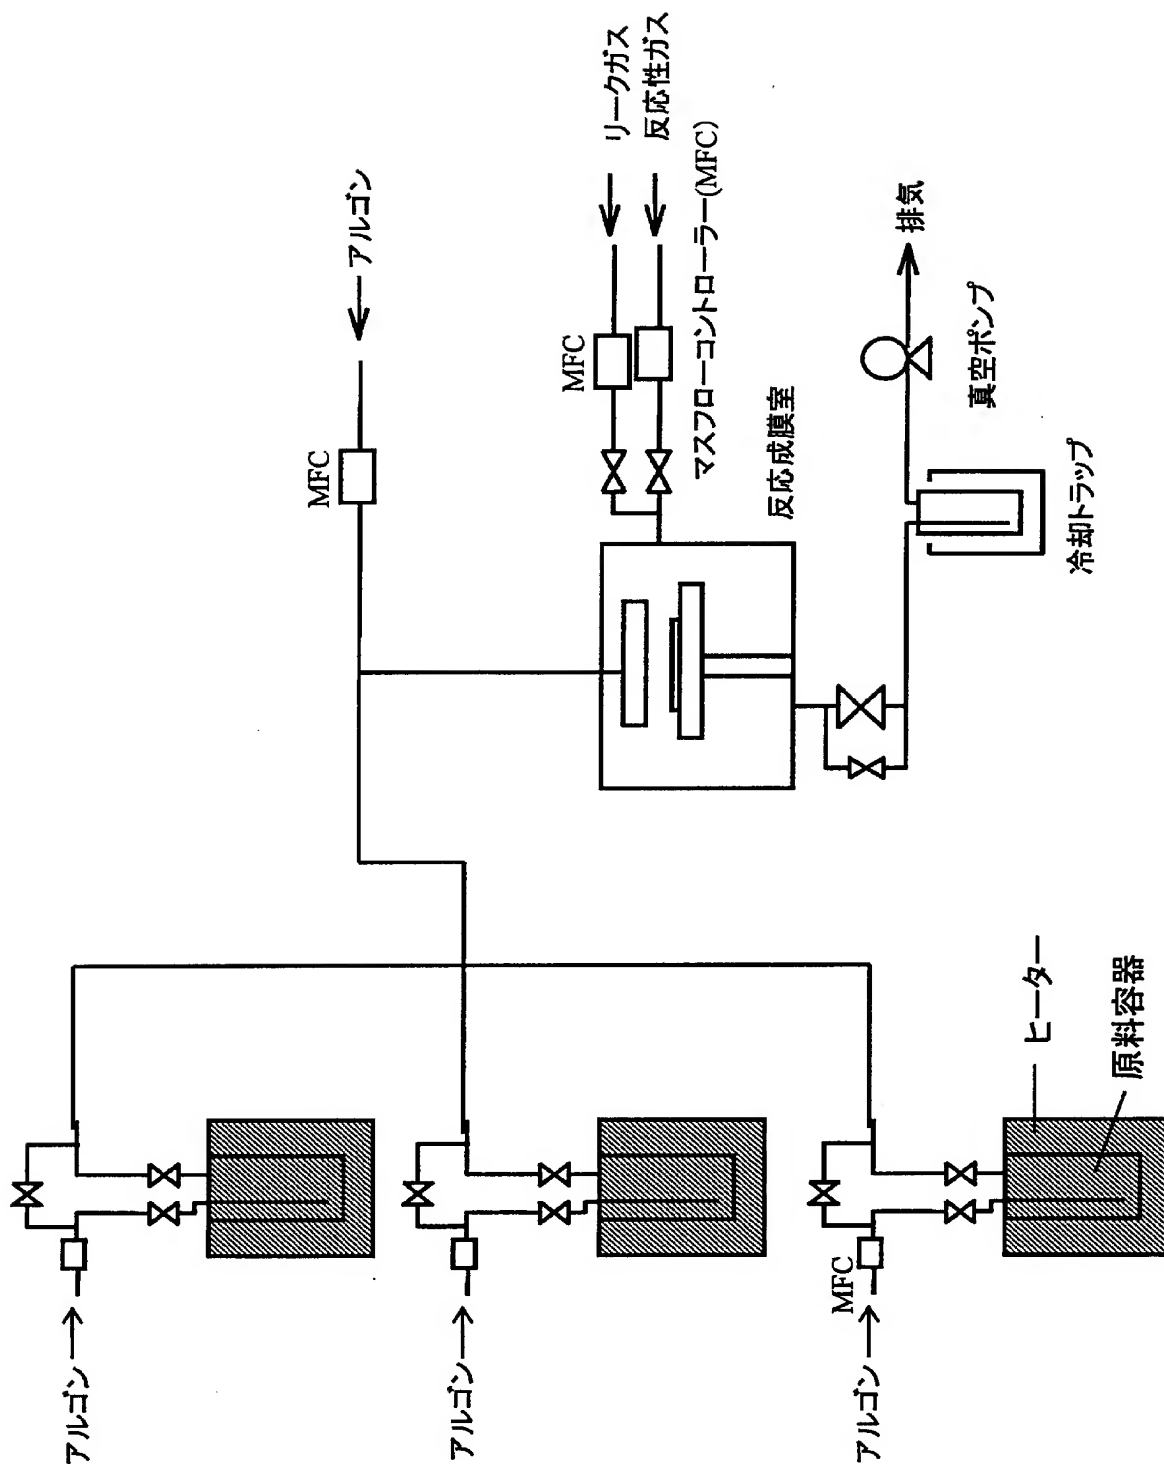 アルゴン
MFC
リークガス
反応性ガス
MFC
マスフローコントローラー(MFC)
反応成膜室
排気
真空ポンプ
冷却トラップ
アルゴン
アルゴン
アルゴン
MFC
ヒーター
原料容器